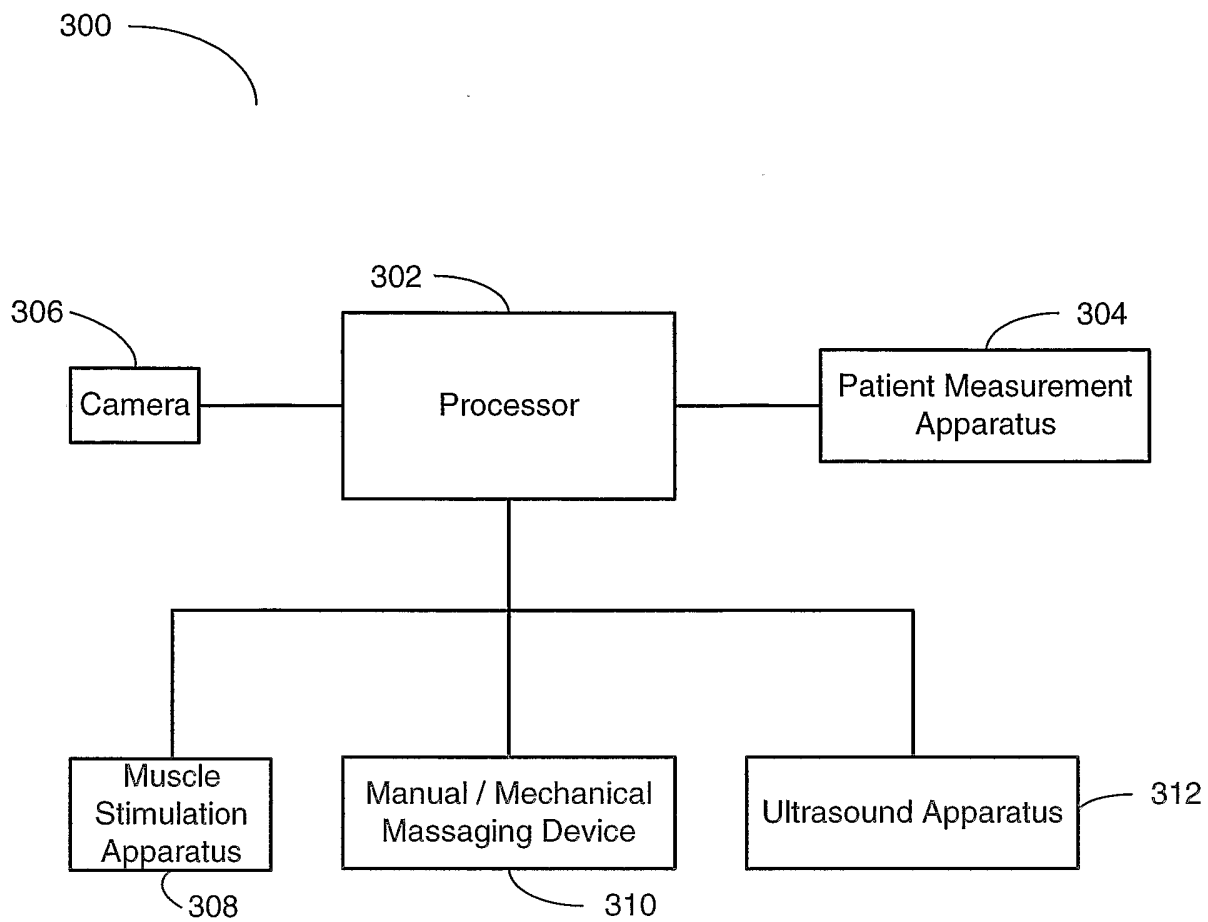 300
302
306
304
Camera
Processor
Patient Measurement
Apparatus
Muscle
Stimulation
Apparatus
Manual / Mechanical
Massaging Device
Ultrasound Apparatus
312
308
310